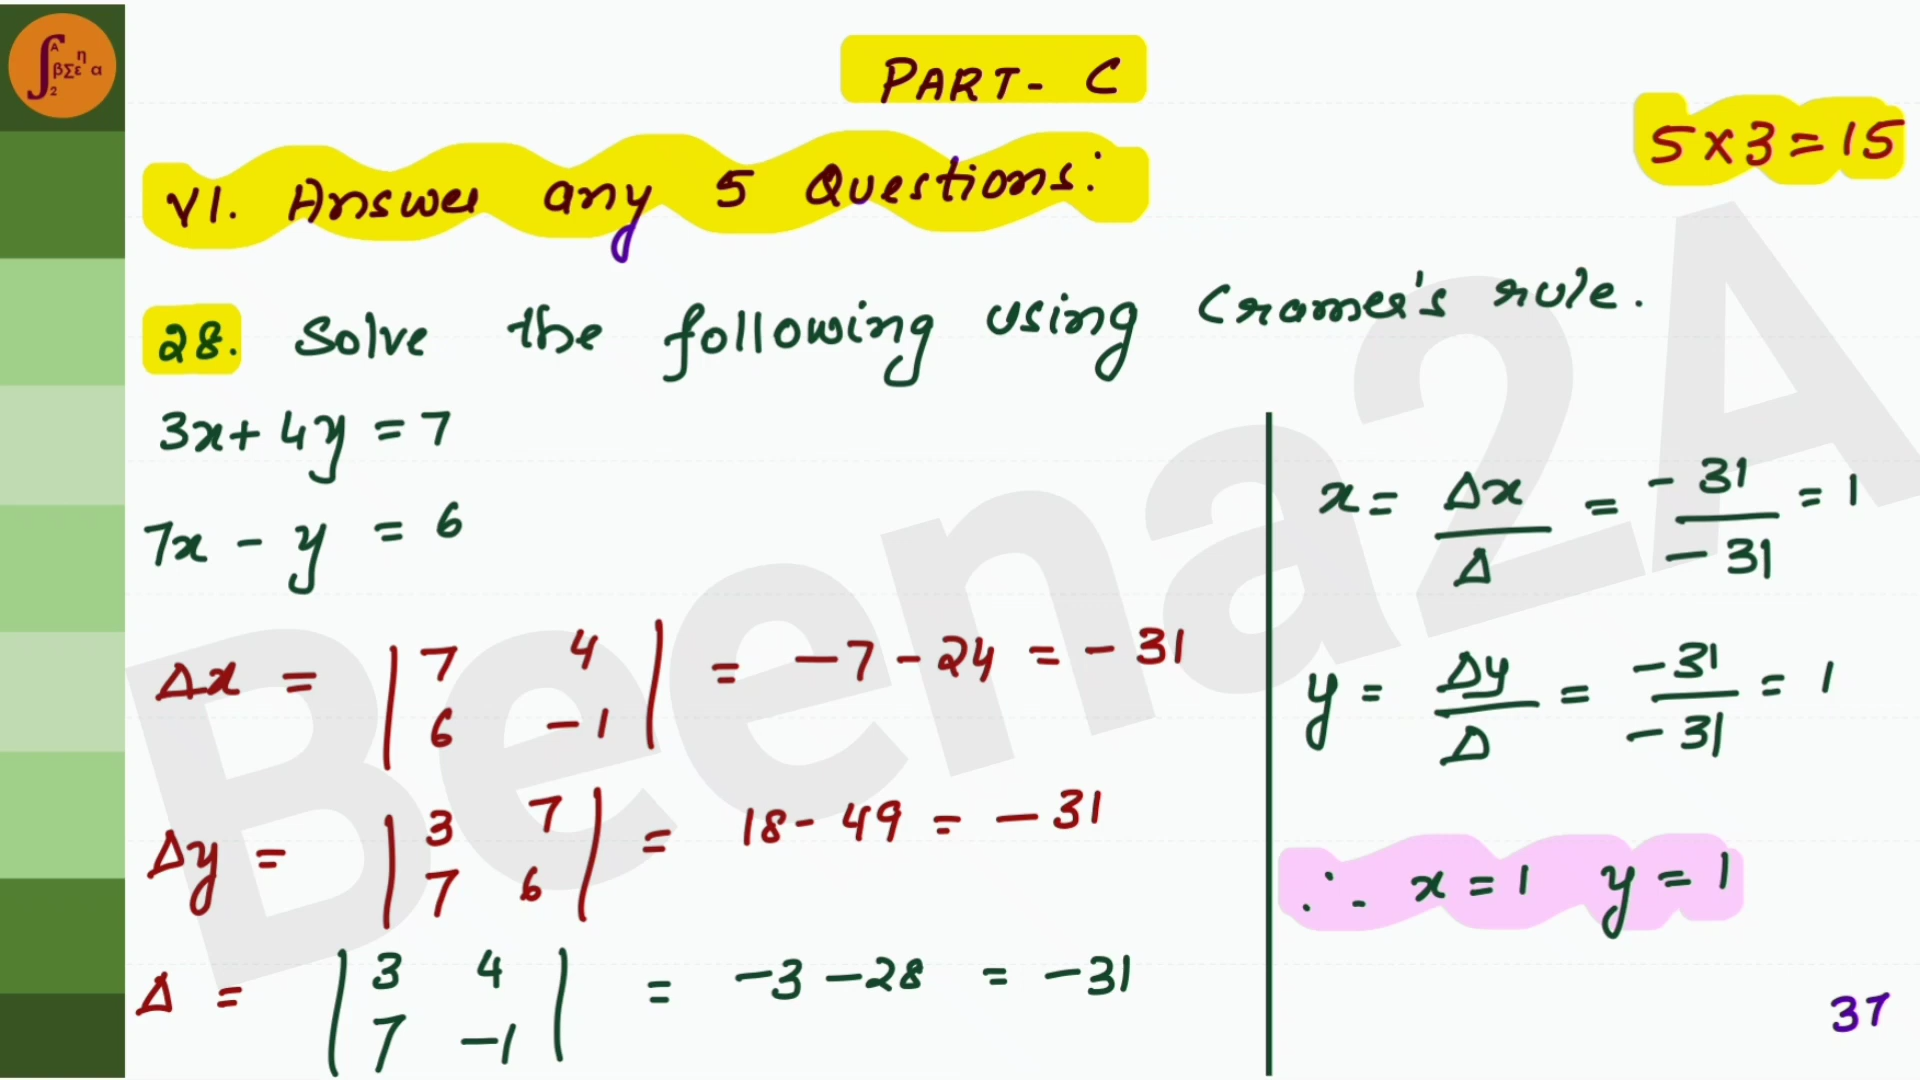 ∫ A 2 βΣε η α
PART- C
5×3=15
VI. Answer any 5 Questions:
28. Solve the following using Cramer's rule.
3x+4y = 7
7x - y = 6
Δx = | 7 4 | = -7-24 = -31
| 6 -1 |
Δy = | 3 7 | = 18-49 = -31
| 7 6 |
Δ = | 3 4 | = -3-28 = -31
| 7 -1 |
x = Δx/Δ = -31/-31 = 1
y = Δy/Δ = -31/-31 = 1
∴ x=1 y=1
37
Beena2A